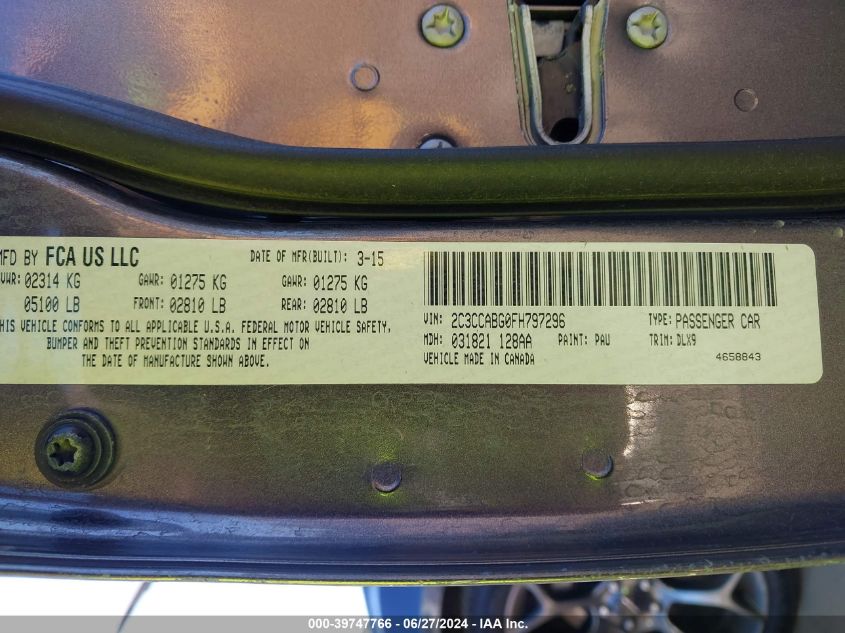 MFD BY FCA US LLC DATE OF MFR(BUILT): 3-15
VWR: 02314 KG GAWR: 01275 KG GAWR: 01275 KG
05100 LB FRONT: 02810 LB REAR: 02810 LB
THIS VEHICLE CONFORMS TO ALL APPLICABLE U.S.A. FEDERAL MOTOR VEHICLE SAFETY,
BUMPER AND THEFT PREVENTION STANDARDS IN EFFECT ON
THE DATE OF MANUFACTURE SHOWN ABOVE.
VIN: 2C3CCABG0FH797296 TYPE: PASSENGER CAR
MDH: 031821 128AA PAINT: PAU TRIM: DLX9
VEHICLE MADE IN CANADA 4658843
000-39747766 - 06/27/2024 - IAA Inc.